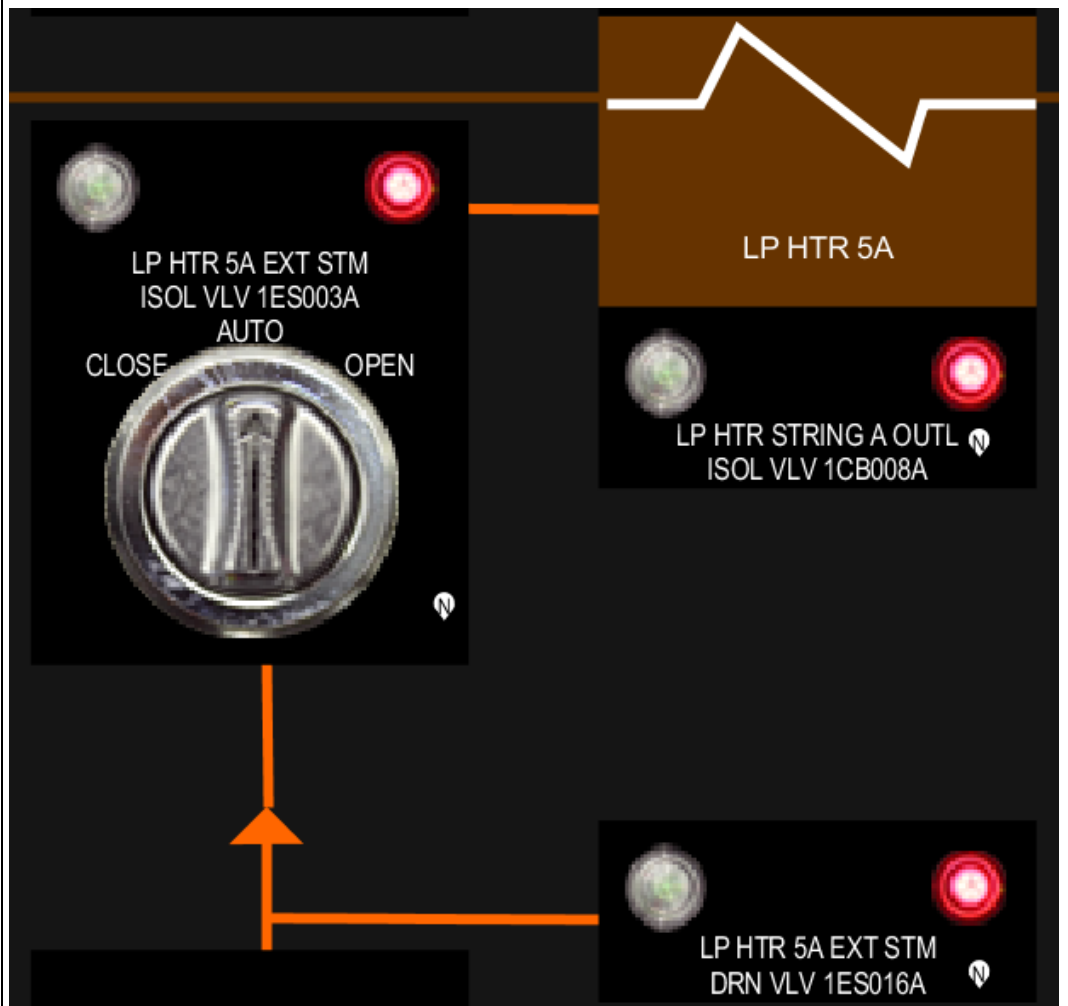 LP HTR 5A
LP HTR 5A EXT STM
ISOL VLV 1ES003A
AUTO
CLOSE
OPEN
N
LP HTR STRING A OUTL
N
ISOL VLV 1CB008A
LP HTR 5A EXT STM
DRN VLV 1ES016A
N